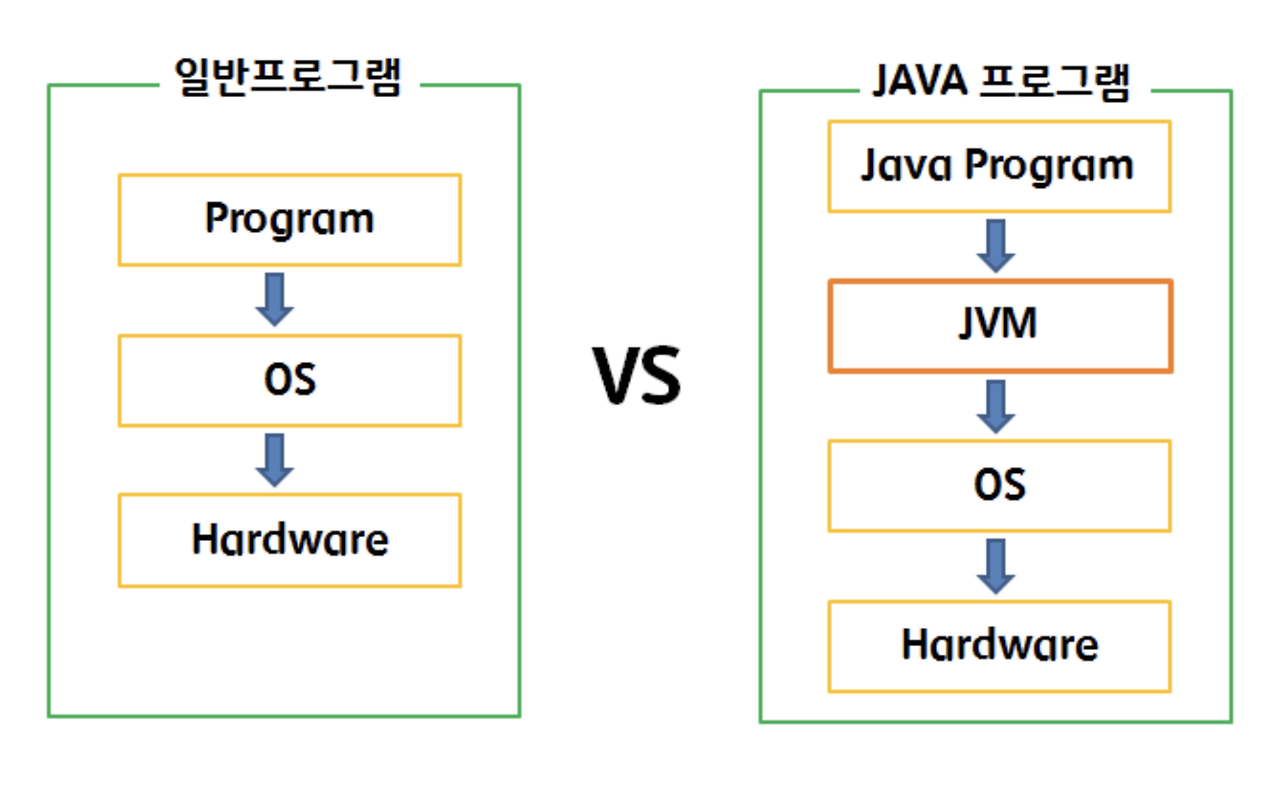 일반프로그램
Program
OS
Hardware
VS
JAVA 프로그램
Java Program
JVM
OS
Hardware